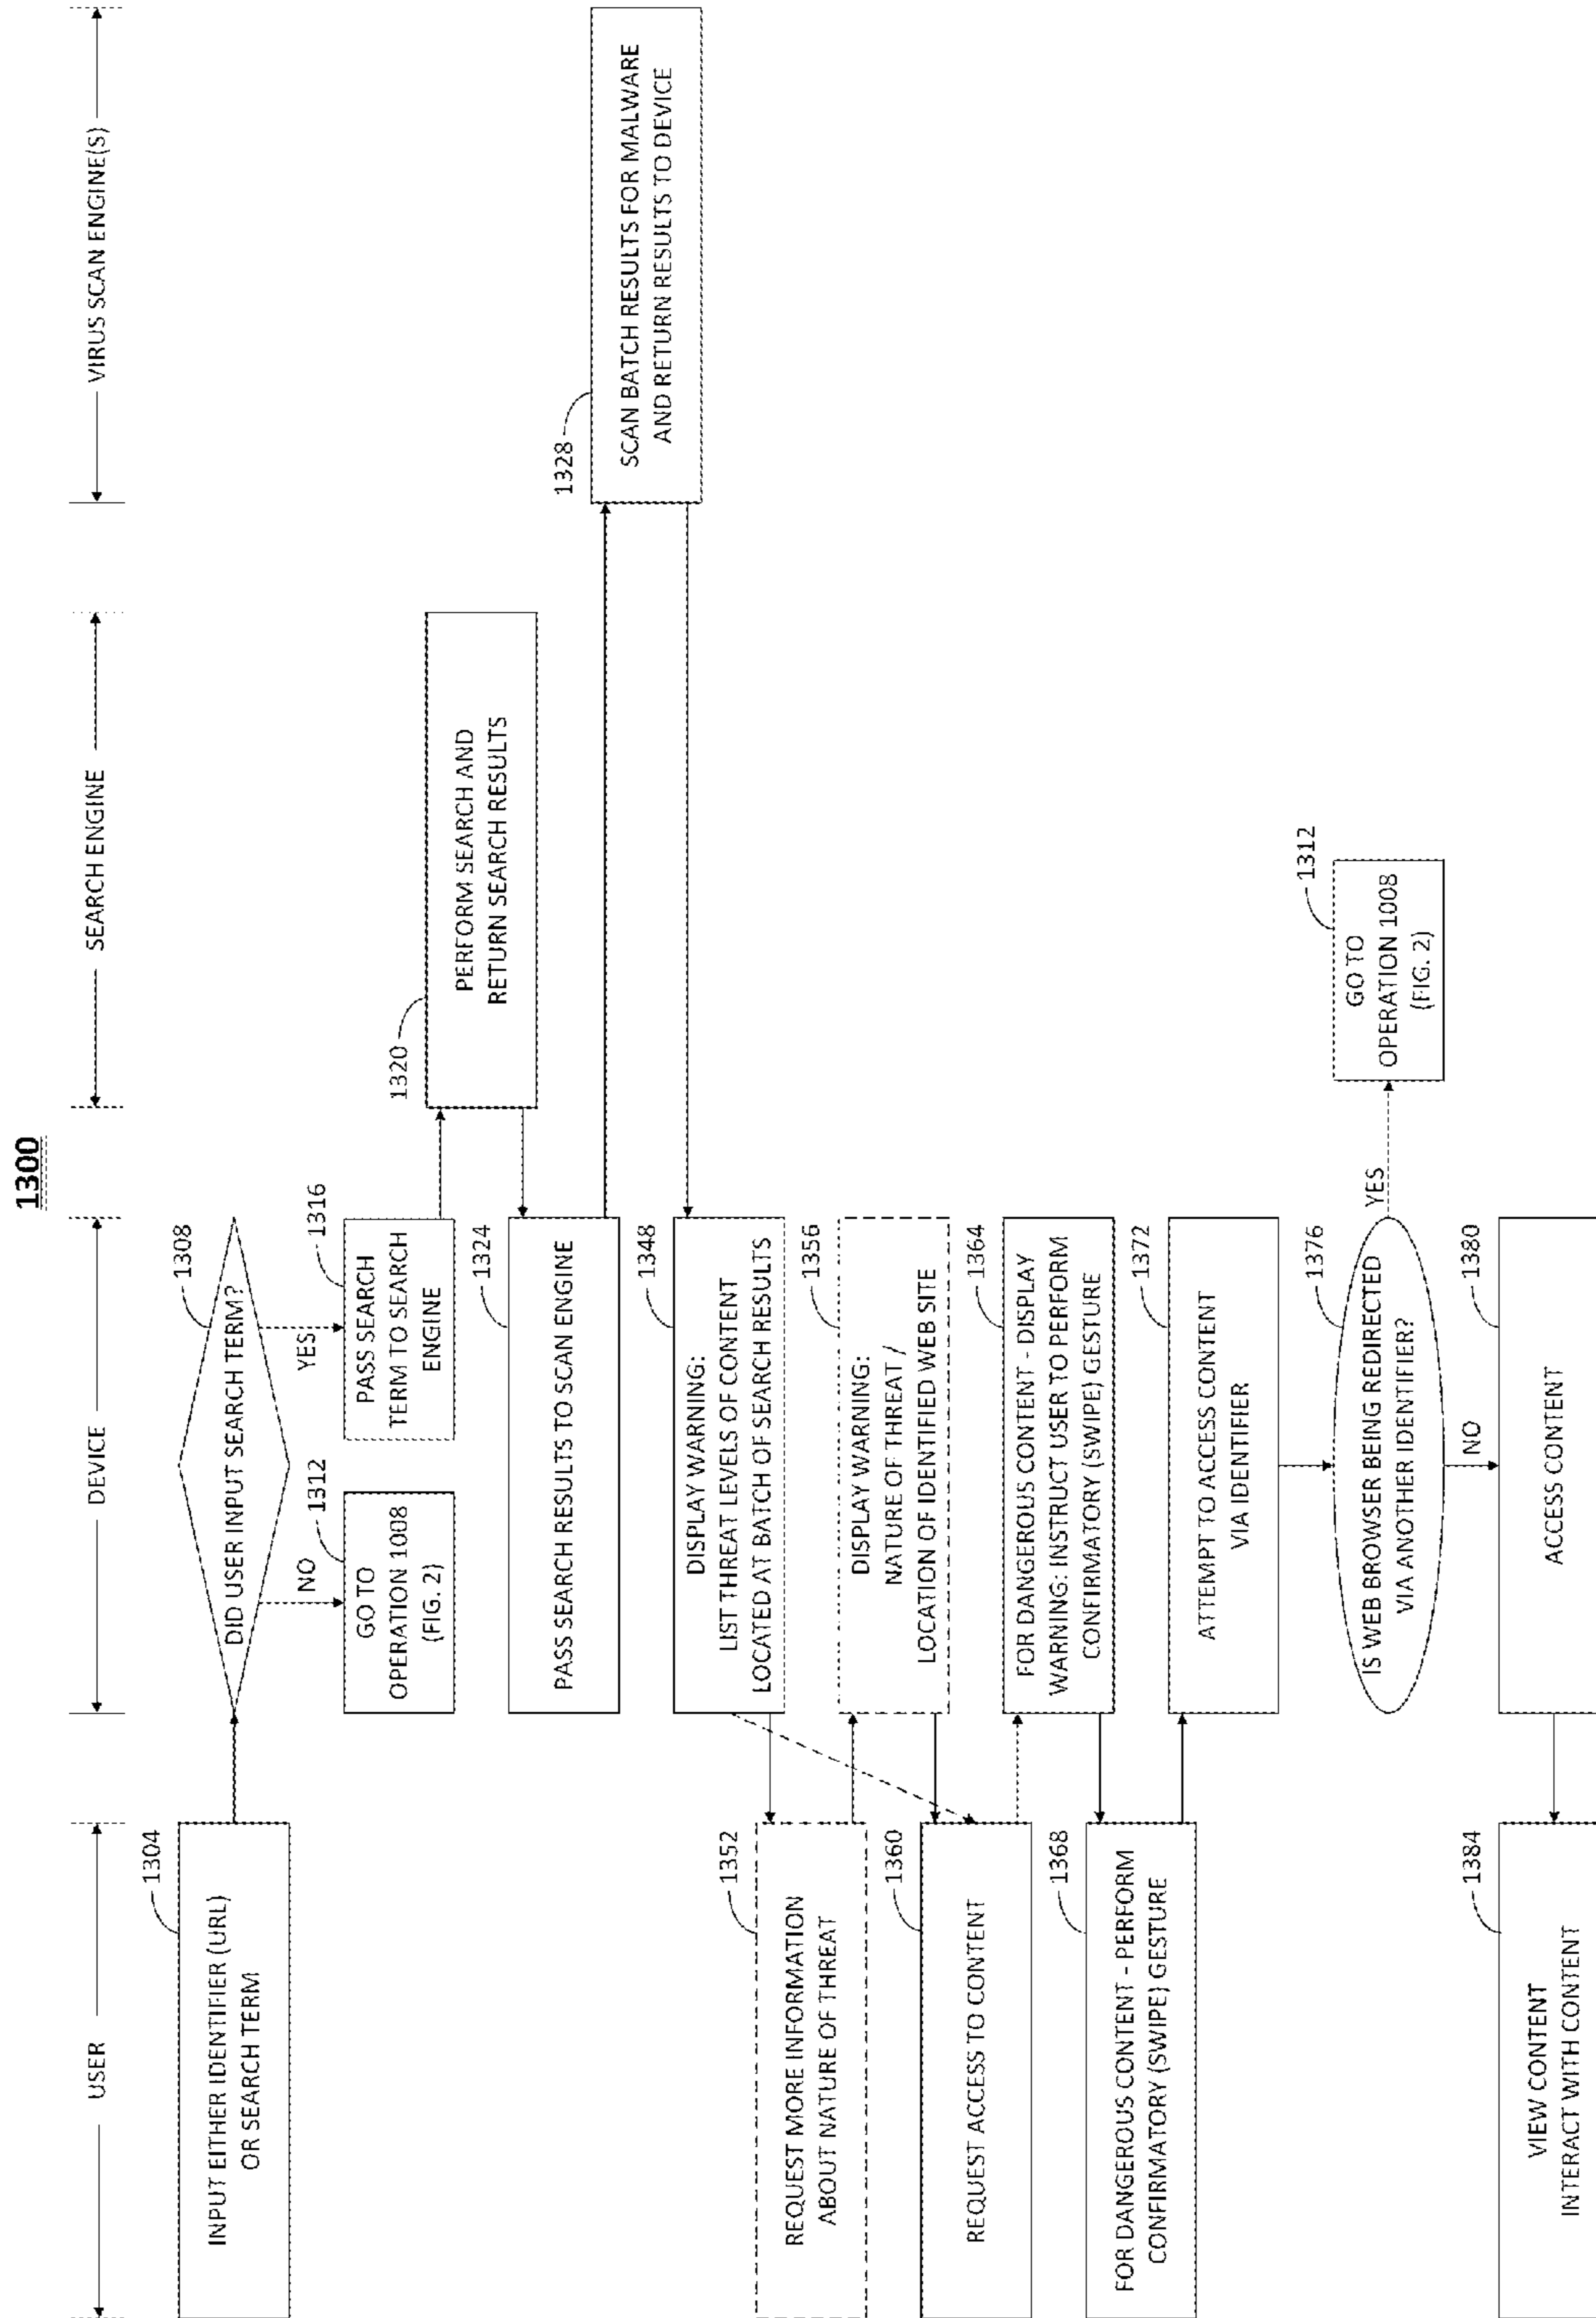 1300
USER
DEVICE
SEARCH ENGINE
VIRUS SCAN ENGINE(S)
1304
INPUT EITHER IDENTIFIER (URL)
OR SEARCH TERM
1308
DID USER INPUT SEARCH TERM?
NO
YES
1312
GO TO
OPERATION 1008
(FIG. 2)
1316
PASS SEARCH
TERM TO SEARCH
ENGINE
1320
PERFORM SEARCH AND
RETURN SEARCH RESULTS
1324
PASS SEARCH RESULTS TO SCAN ENGINE
1328
SCAN BATCH RESULTS FOR MALWARE
AND RETURN RESULTS TO DEVICE
1348
DISPLAY WARNING:
LIST THREAT LEVELS OF CONTENT
LOCATED AT BATCH OF SEARCH RESULTS
1352
REQUEST MORE INFORMATION
ABOUT NATURE OF THREAT
1356
DISPLAY WARNING:
NATURE OF THREAT /
LOCATION OF IDENTIFIED WEB SITE
1360
REQUEST ACCESS TO CONTENT
1364
FOR DANGEROUS CONTENT - DISPLAY
WARNING: INSTRUCT USER TO PERFORM
CONFIRMATORY (SWIPE) GESTURE
1368
FOR DANGEROUS CONTENT - PERFORM
CONFIRMATORY (SWIPE) GESTURE
1372
ATTEMPT TO ACCESS CONTENT
VIA IDENTIFIER
1376
IS WEB BROWSER BEING REDIRECTED
VIA ANOTHER IDENTIFIER?
YES
1312
GO TO
OPERATION 1008
(FIG. 2)
NO
1380
ACCESS CONTENT
1384
VIEW CONTENT
INTERACT WITH CONTENT